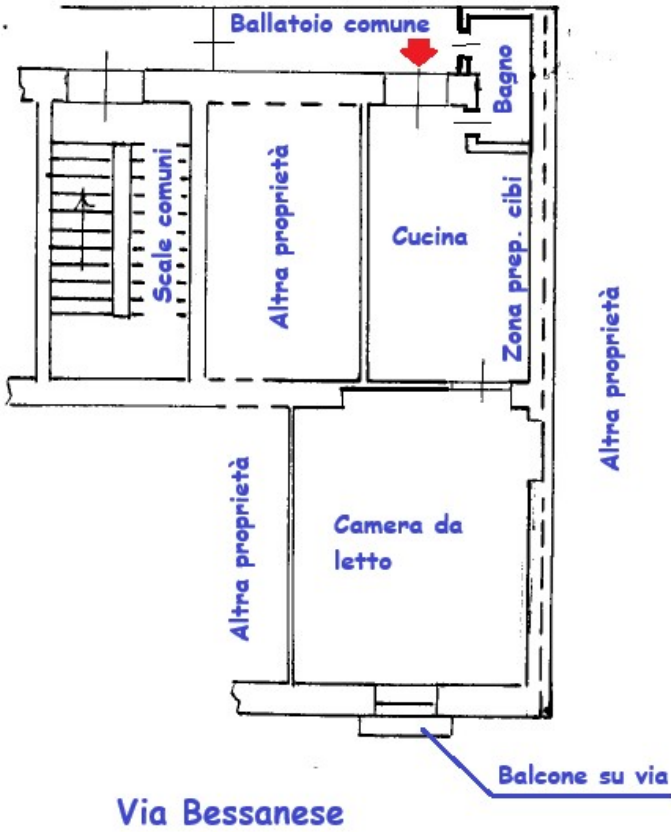 Ballatoio comune
Bagno
Scale comuni
Altra proprietà
Cucina
Zona prep. cibi
Altra proprietà
Altra proprietà
Camera da
letto
Balcone su via
Via Bessanese